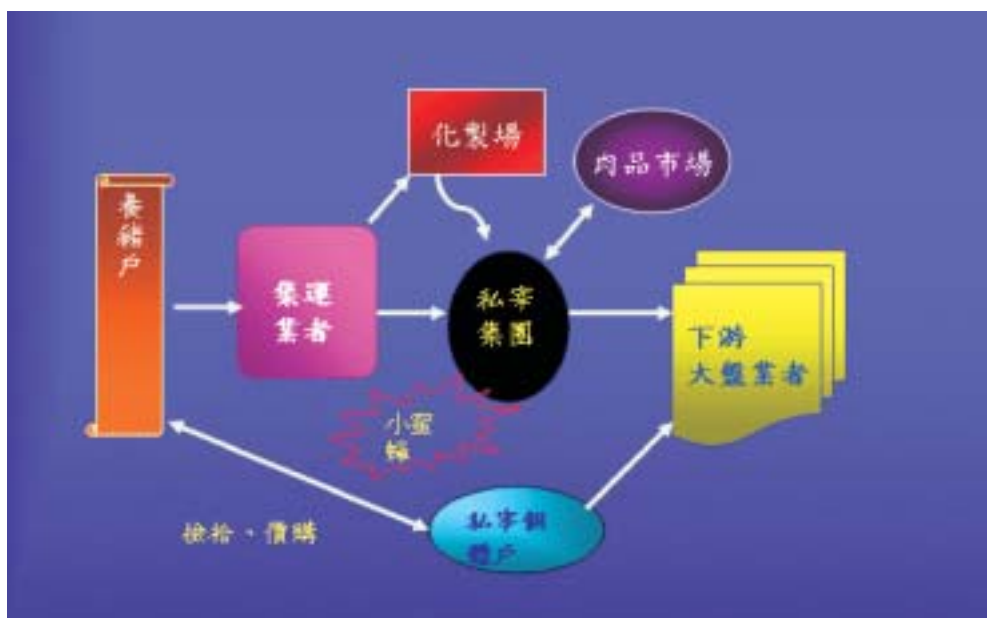 化製場
肉品市場
養豬戶
集運
業者
私宰
集團
下游
大盤業者
小蜜
蜂
撿拾、價購
私宰個
體戶